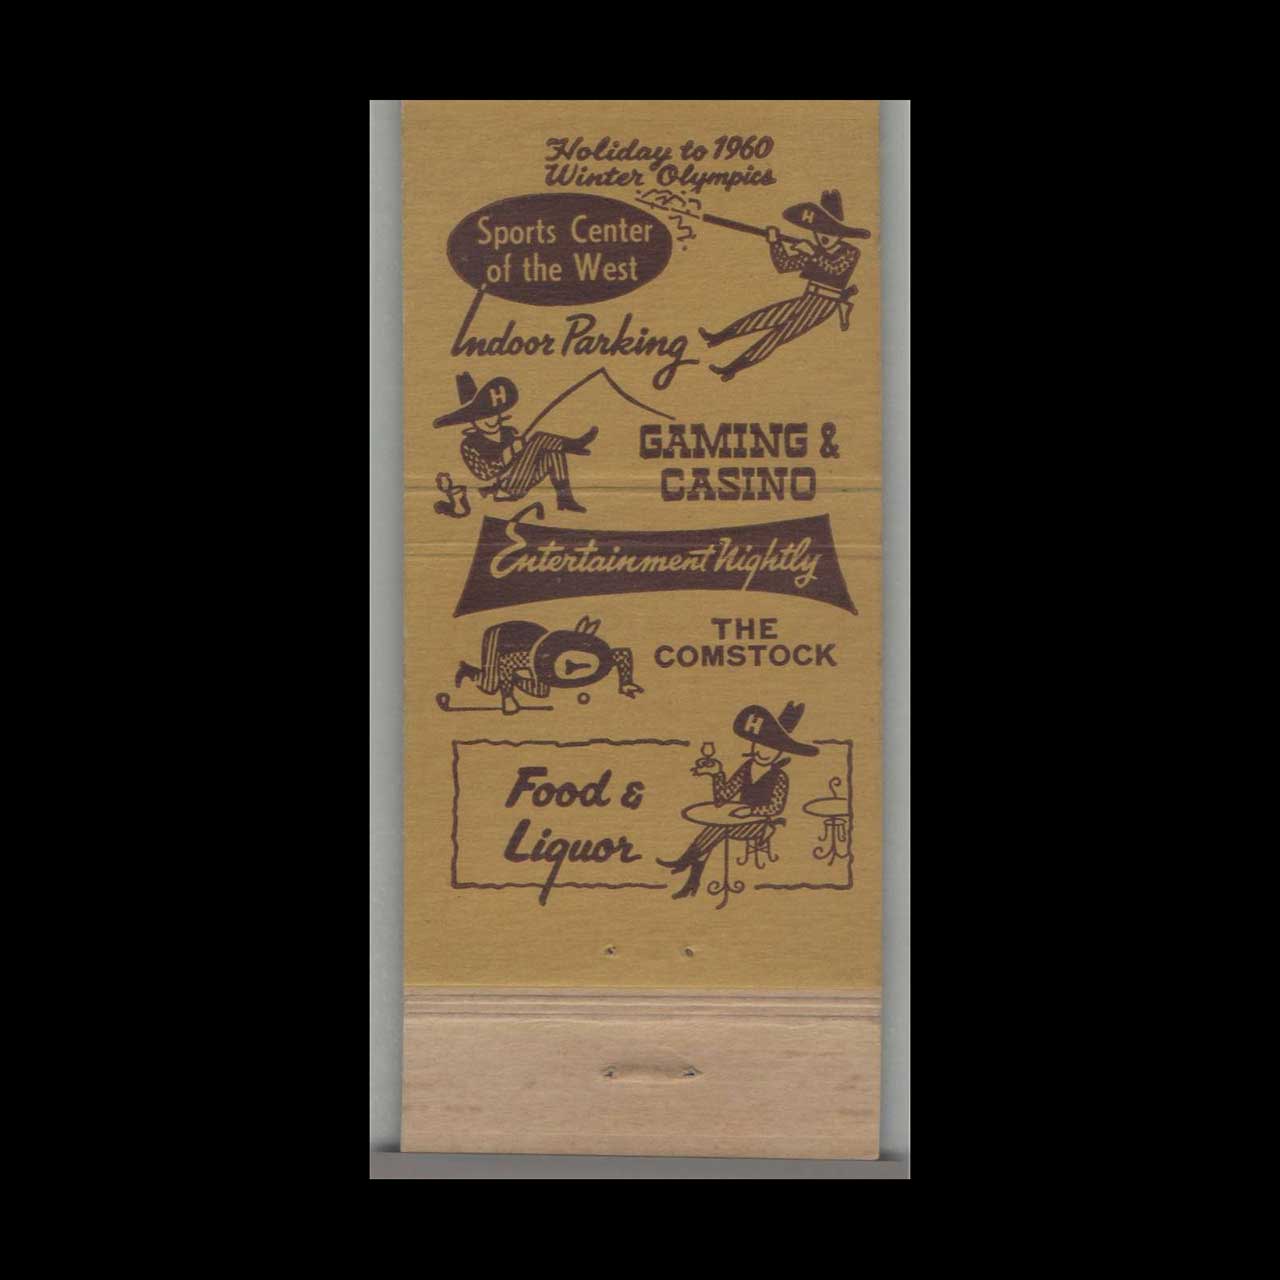 Holiday to 1960
Winter Olympics
Sports Center
of the West
H
Indoor Parking
H
GAMING &
CASINO
Entertainment Nightly
THE
COMSTOCK
H
Food &
Liquor